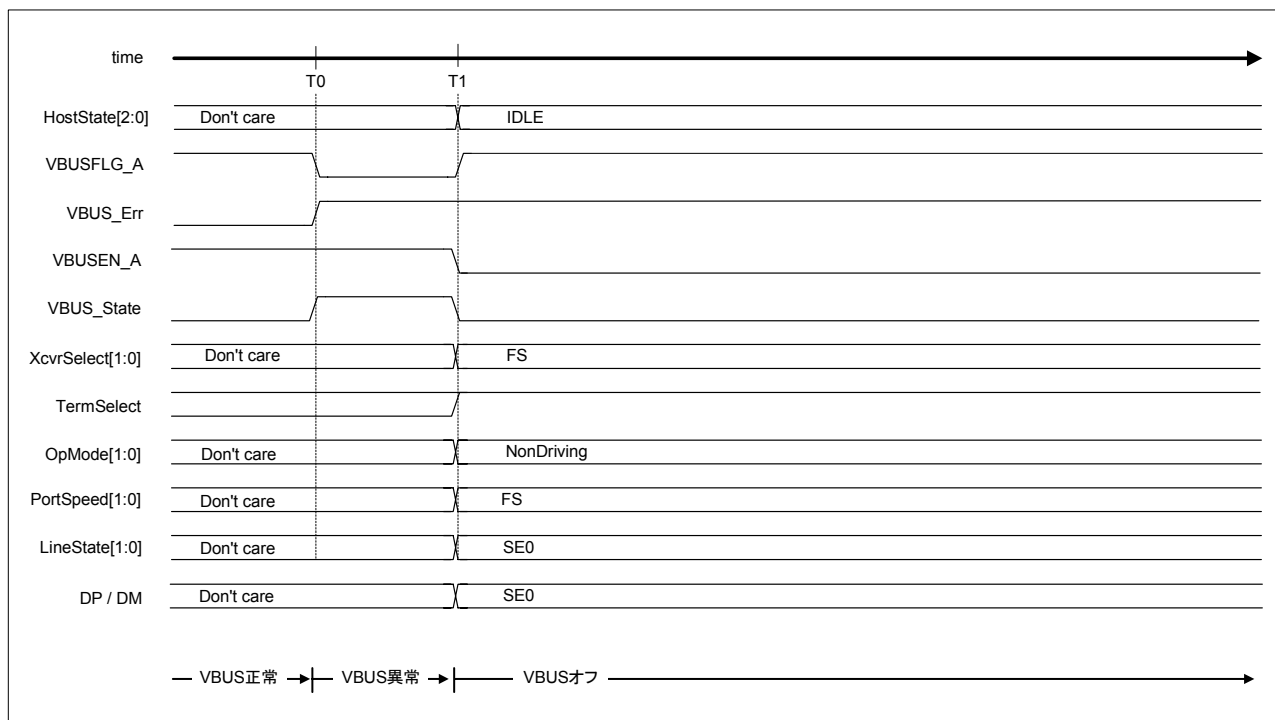 time
T0 T1
HostState[2:0] Don't care IDLE
VBUSFLG_A
VBUS_Err
VBUSEN_A
VBUS_State
XcvrSelect[1:0] Don't care FS
TermSelect
OpMode[1:0] Don't care NonDriving
PortSpeed[1:0] Don't care FS
LineState[1:0] Don't care SE0
DP / DM Don't care SE0
VBUS正常 VBUS異常 VBUSオフ